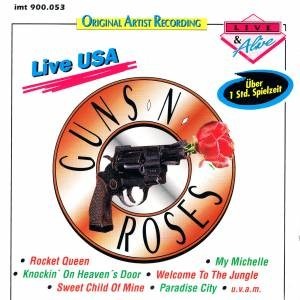 imt 900.053
ORIGINAL ARTIST RECORDING
LIVE
& Alive
Live USA
Über
1 Std. Spielzeit
GUNS N' ROSES
• Rocket Queen
• My Michelle
• Knockin´ On Heaven´s Door
• Welcome To The Jungle
• Sweet Child Of Mine
• Paradise City
• u.v.a.m.